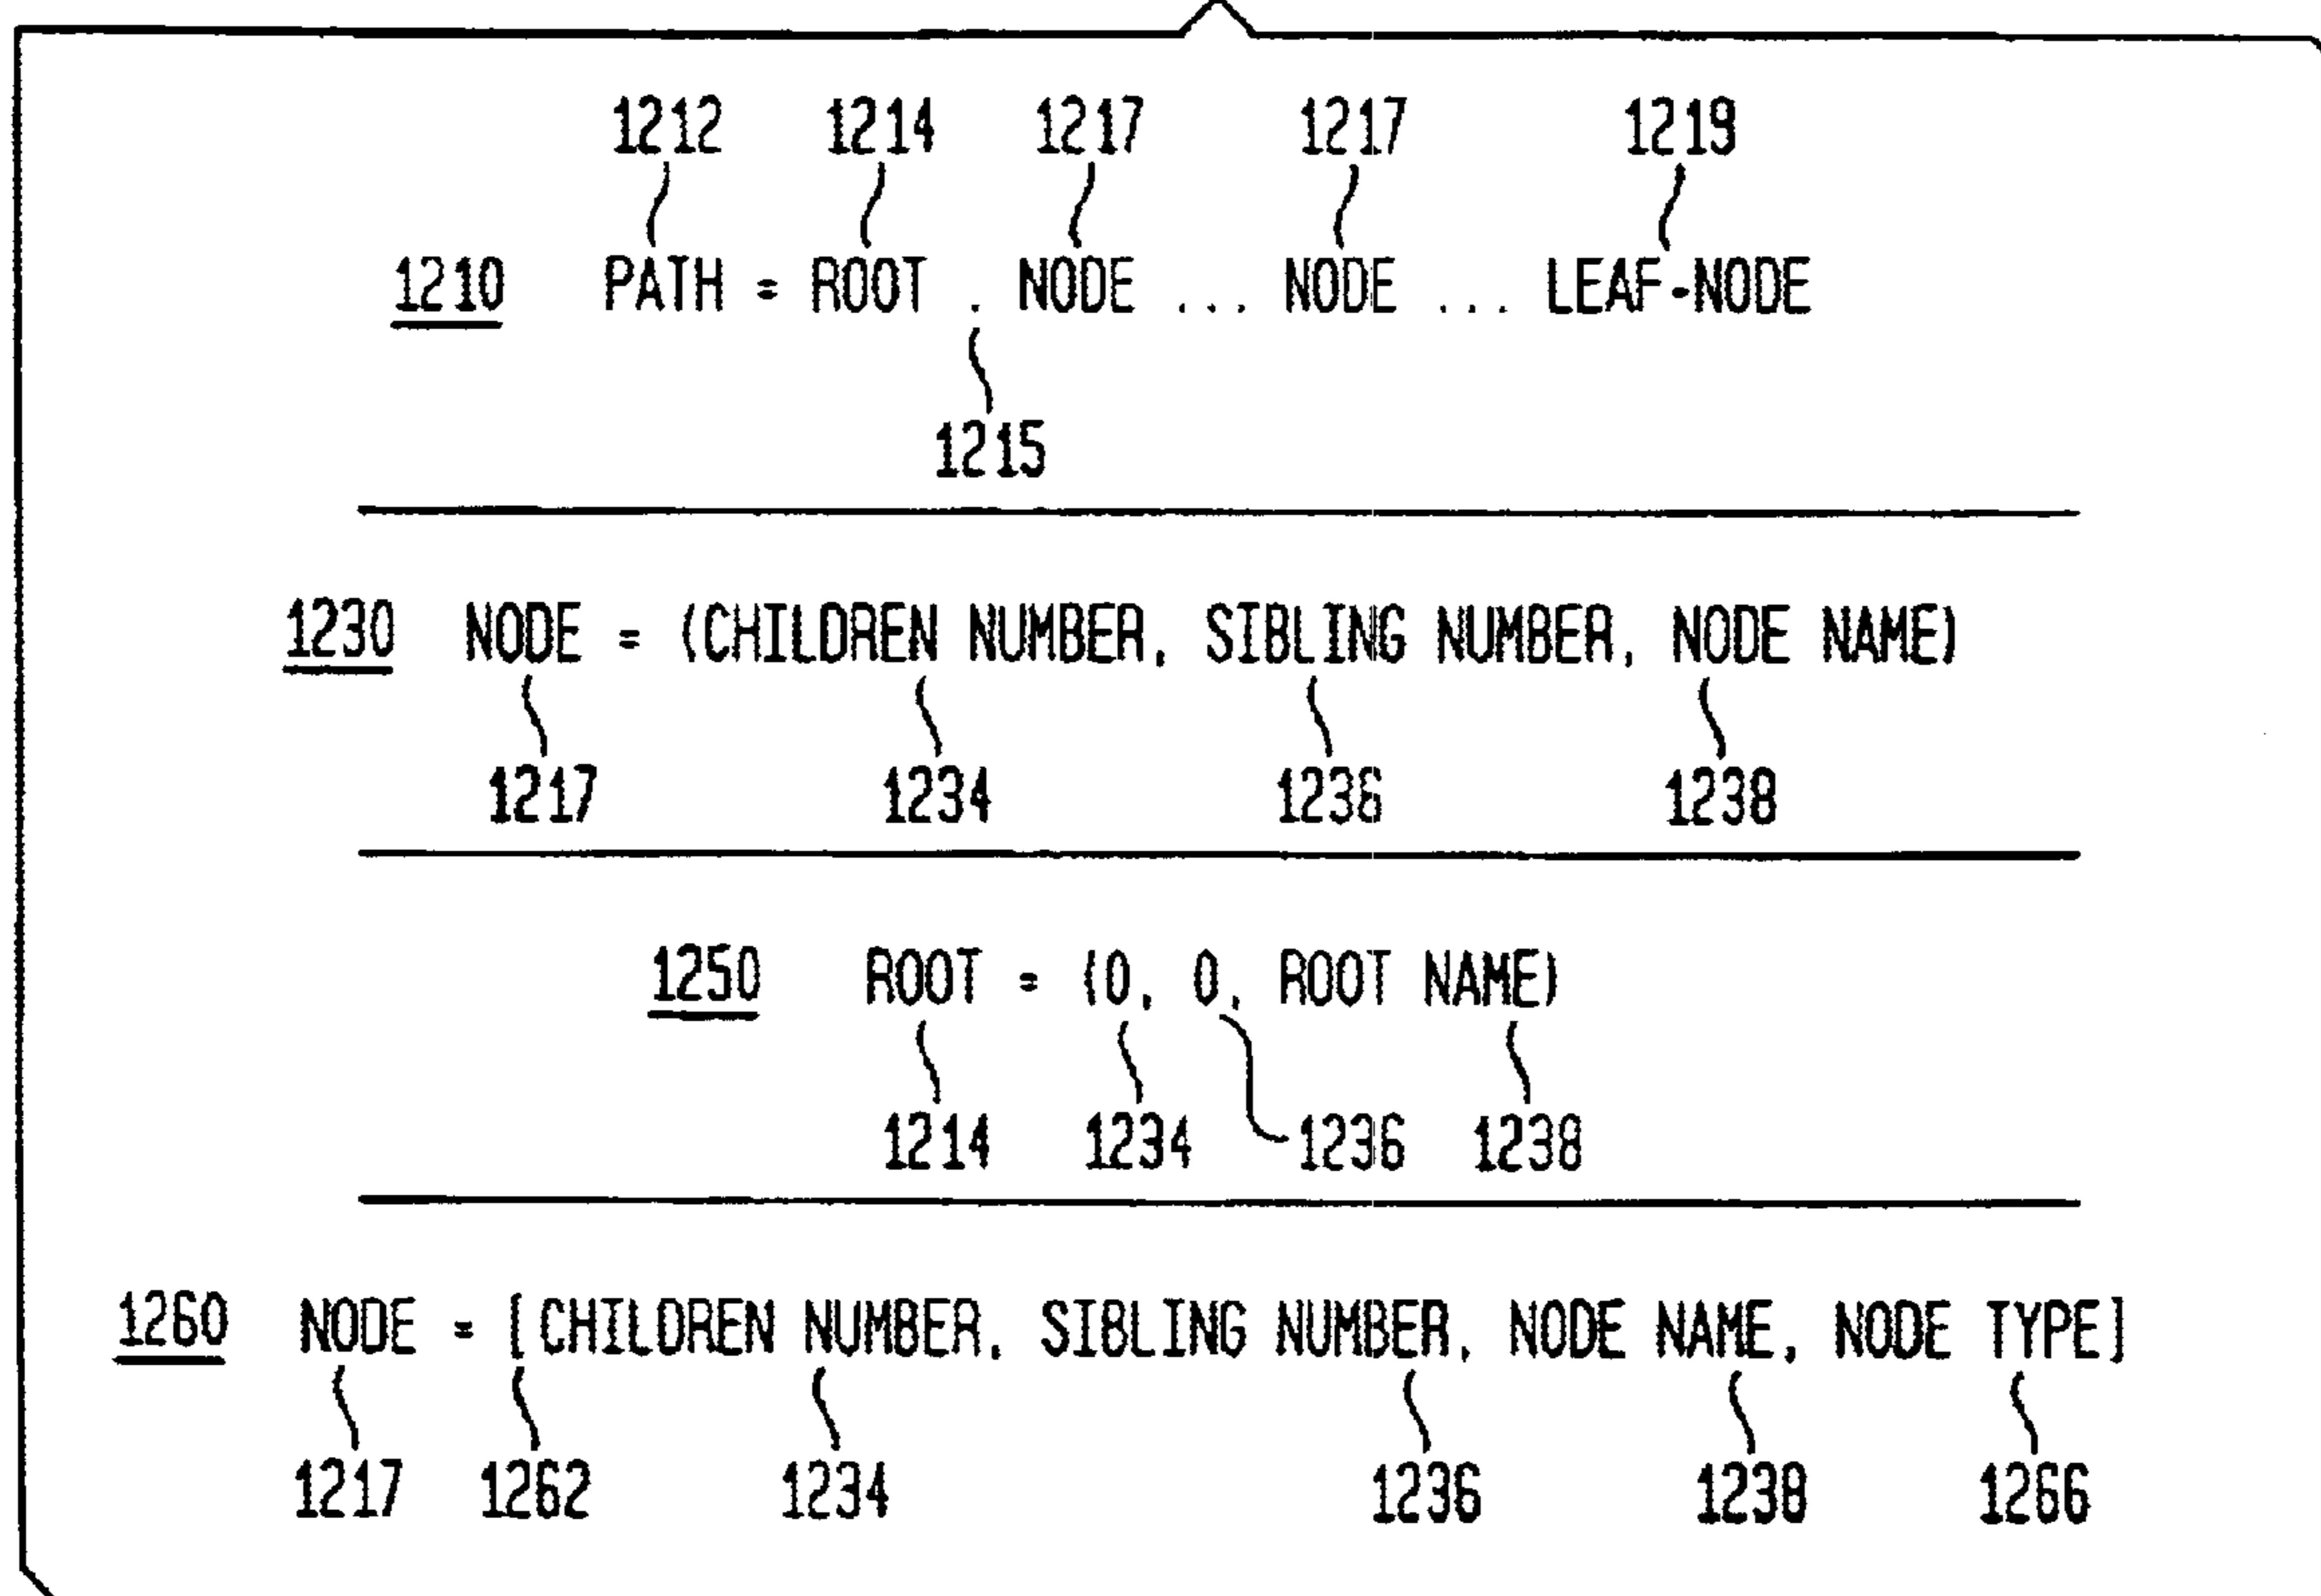 1212 1214 1217 1217 1219
1210 PATH = ROOT . NODE ... NODE ... LEAF-NODE
1215
1230 NODE = (CHILDREN NUMBER, SIBLING NUMBER, NODE NAME)
1217 1234 1236 1238
1250 ROOT = (0, 0, ROOT NAME)
1214 1234 1236 1238
1260 NODE = [CHILDREN NUMBER, SIBLING NUMBER, NODE NAME, NODE TYPE]
1217 1262 1234 1236 1238 1266